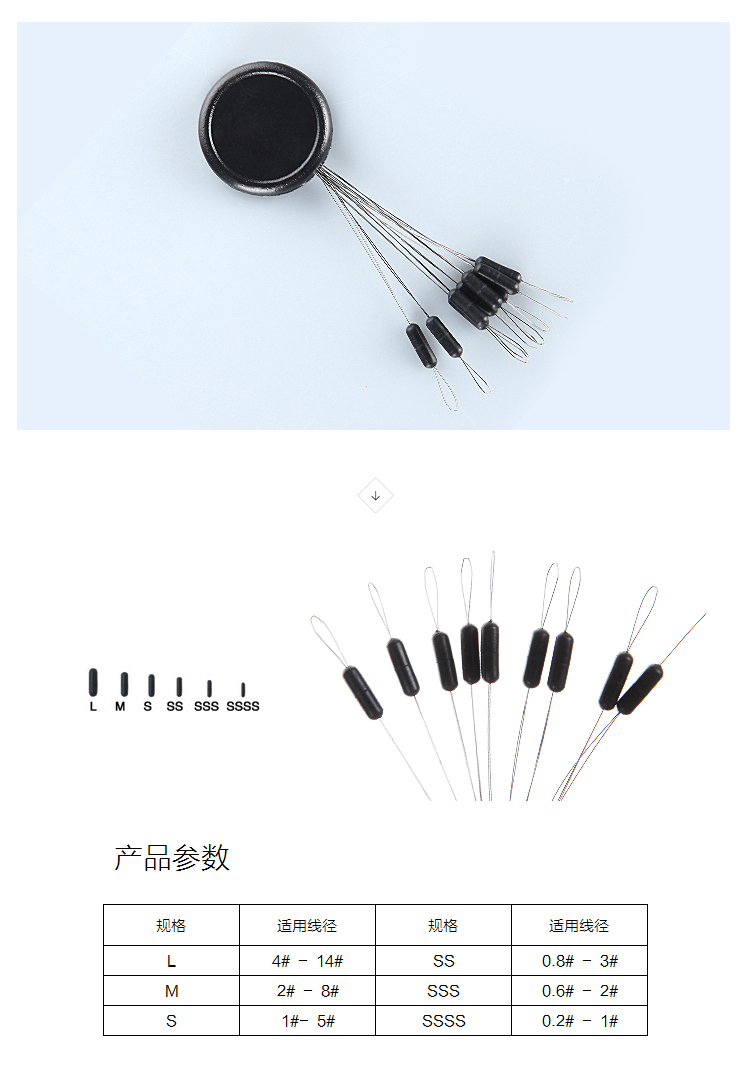 L M S SS SSS SSSS
产品参数
规格 适用线径 规格 适用线径
L 4# - 14# SS 0.8# - 3#
M 2# - 8# SSS 0.6# - 2#
S 1#- 5# SSSS 0.2# - 1#